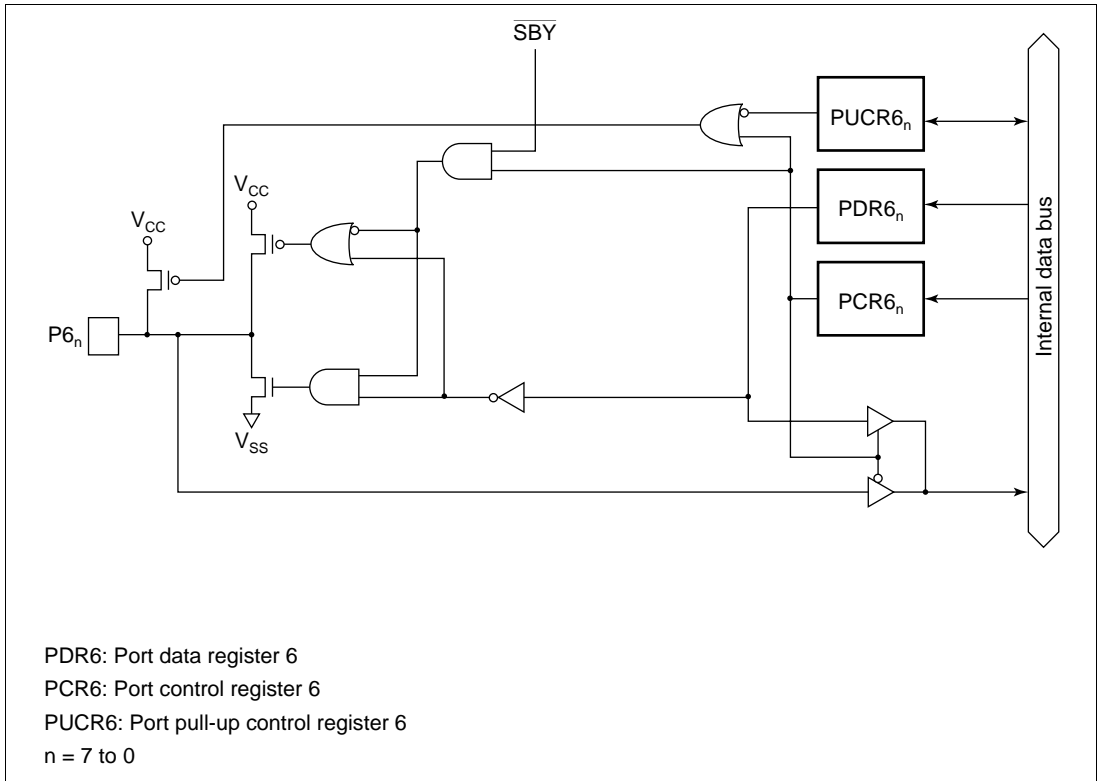 SBY
PUCR6n
VCC
VCC
PDR6n
PCR6n
P6n
VSS
Internal data bus
PDR6: Port data register 6
PCR6: Port control register 6
PUCR6: Port pull-up control register 6
n = 7 to 0